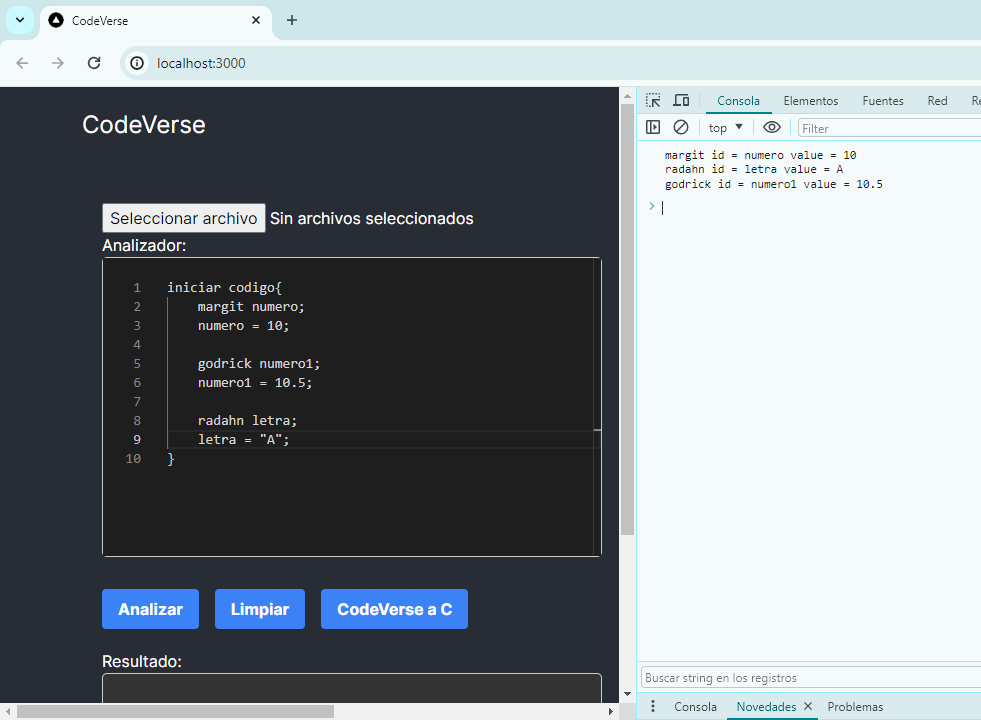 CodeVerse
localhost:3000
CodeVerse
Seleccionar archivo Sin archivos seleccionados
Analizador:
1 iniciar codigo{
2 margit numero;
3 numero = 10;
4
5 godrick numero1;
6 numero1 = 10.5;
7
8 radahn letra;
9 letra = "A";
10 }
Analizar Limpiar CodeVerse a C
Resultado:
Consola Elementos Fuentes Red
top Filter
margit id = numero value = 10
radahn id = letra value = A
godrick id = numero1 value = 10.5
>
Buscar string en los registros
Consola Novedades Problemas